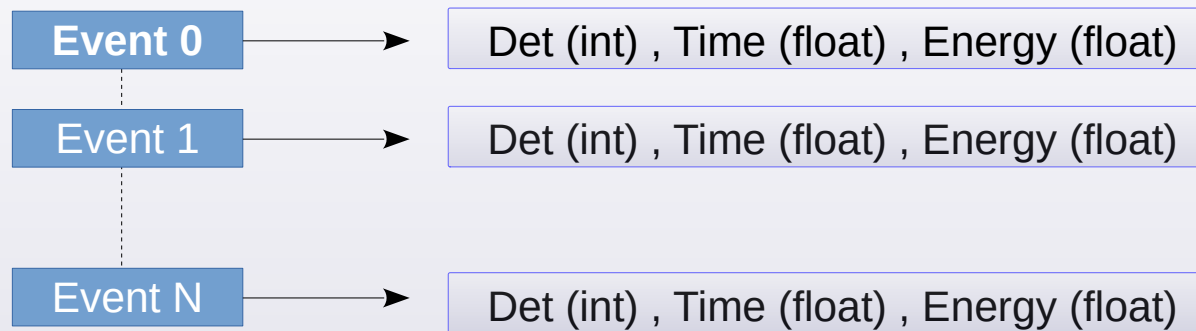 Event 0 Det (int) , Time (float) , Energy (float)
Event 1 Det (int) , Time (float) , Energy (float)
Event N Det (int) , Time (float) , Energy (float)